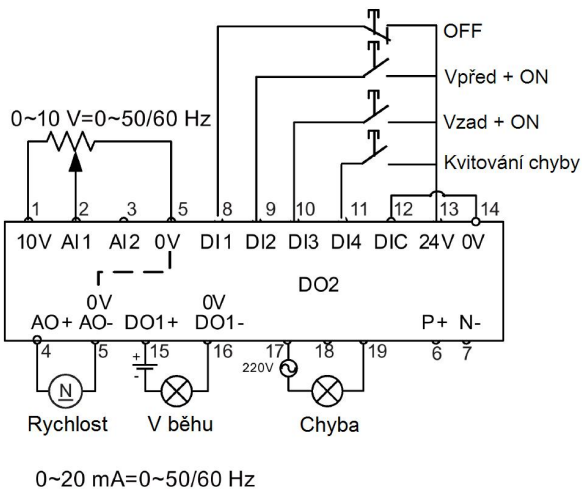 OFF
Vpřed + ON
0~10 V=0~50/60 Hz
Vzad + ON
Kvitování chyby
1 2 3 5 8 9 10 11 12 13 14
10V AI1 AI2 0V DI1 DI2 DI3 DI4 DIC 24V 0V
DO2
0V 0V
AO+ AO- DO1+ DO1- P+ N-
4 5 15 16 17 18 19 6 7
+
-
220V
N
Rychlost V běhu Chyba
0~20 mA=0~50/60 Hz